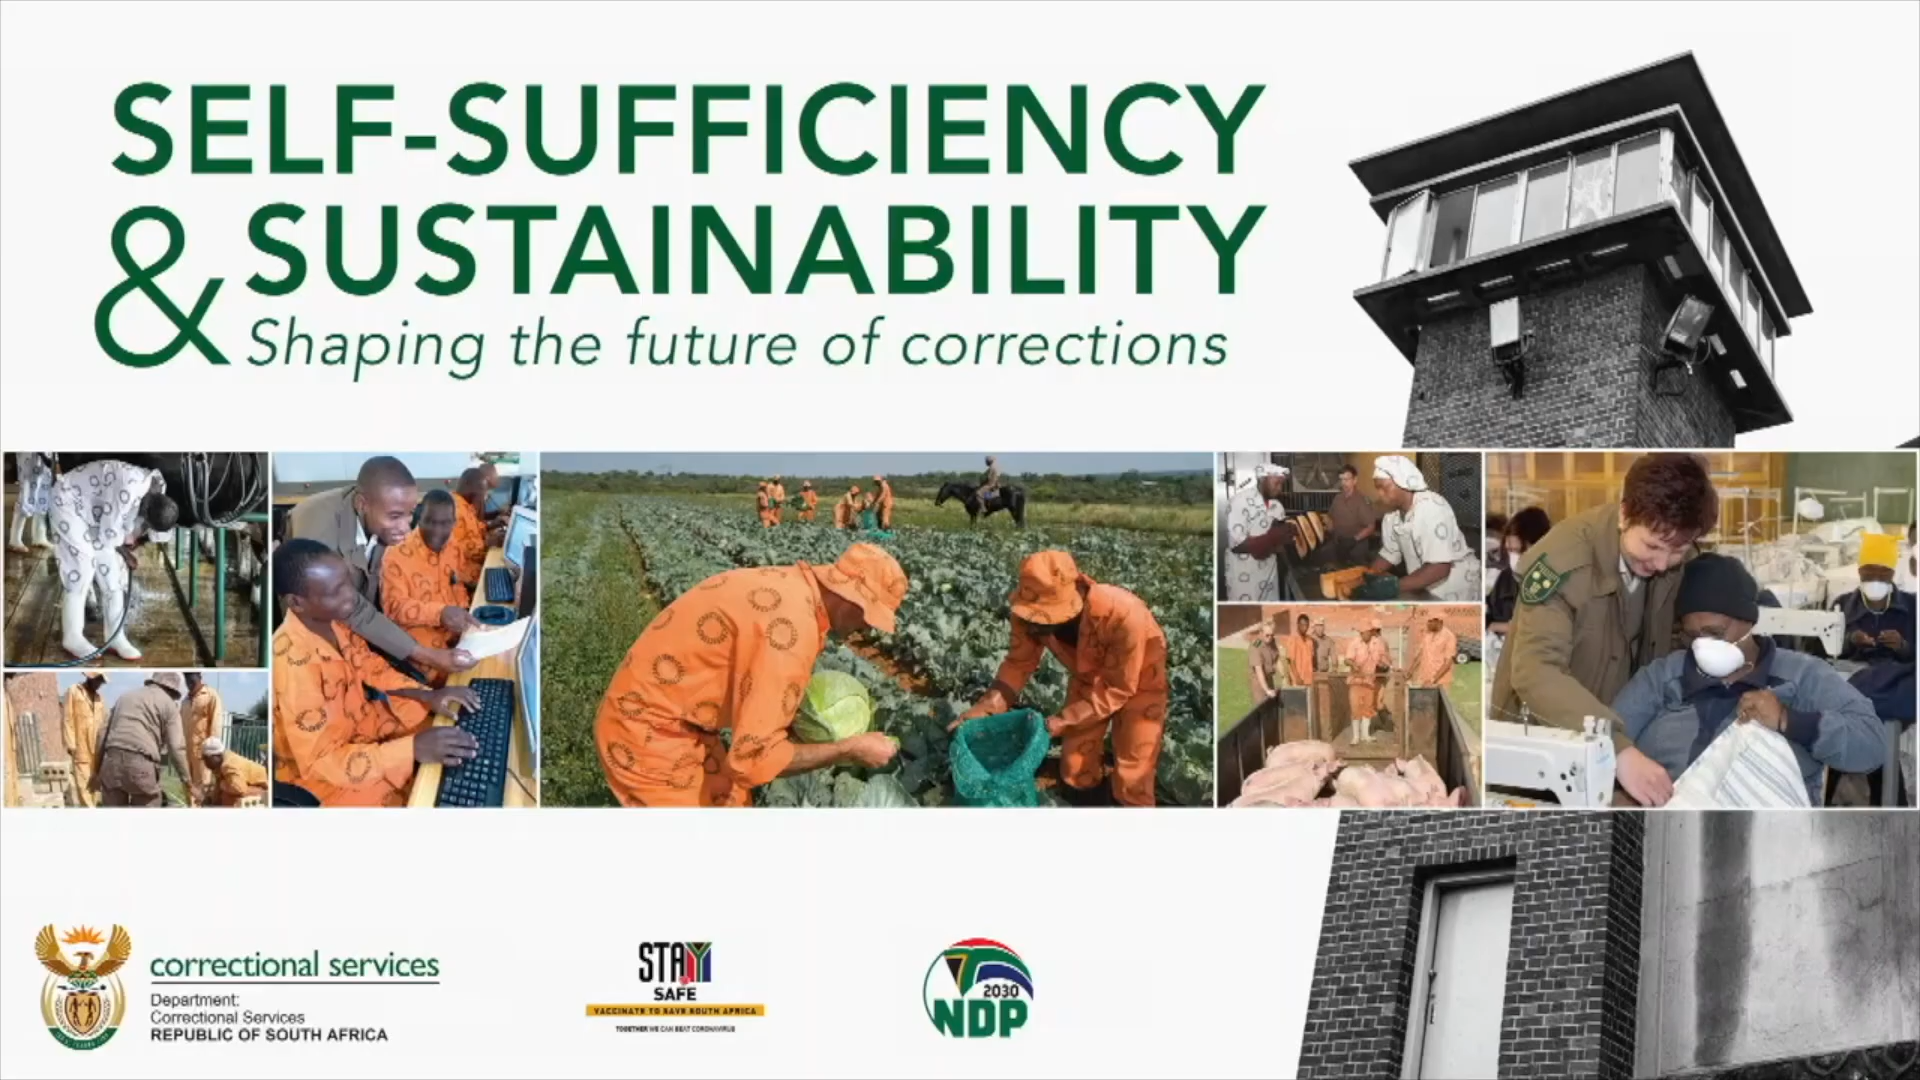 SELF-SUFFICIENCY
& SUSTAINABILITY
Shaping the future of corrections
correctional services
Department:
Correctional Services
REPUBLIC OF SOUTH AFRICA
STAY
SAFE
VACCINATE TO SAVE SOUTH AFRICA
TOGETHER WE CAN BEAT CORONAVIRUS
2030
NDP